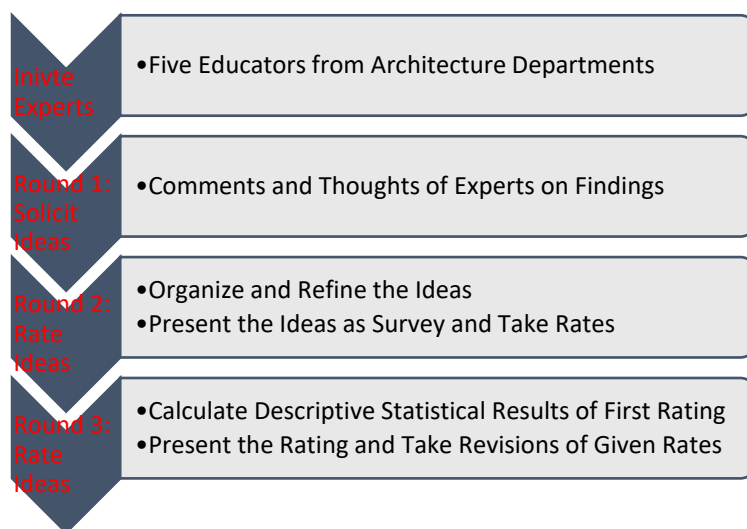 Inivte
Experts
•Five Educators from Architecture Departments
Round 1:
Solicit
Ideas
•Comments and Thoughts of Experts on Findings
Round 2:
Rate
Ideas
•Organize and Refine the Ideas
•Present the Ideas as Survey and Take Rates
Round 3:
Rate
Ideas
•Calculate Descriptive Statistical Results of First Rating
•Present the Rating and Take Revisions of Given Rates